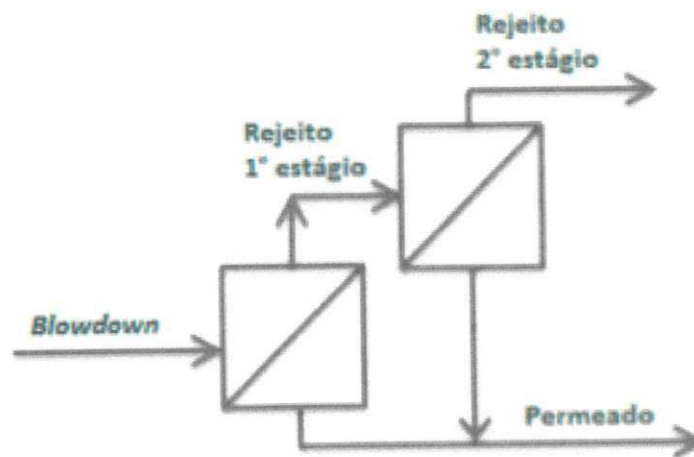 Rejeito
2° estágio
Rejeito
1° estágio
Blowdown
Permeado